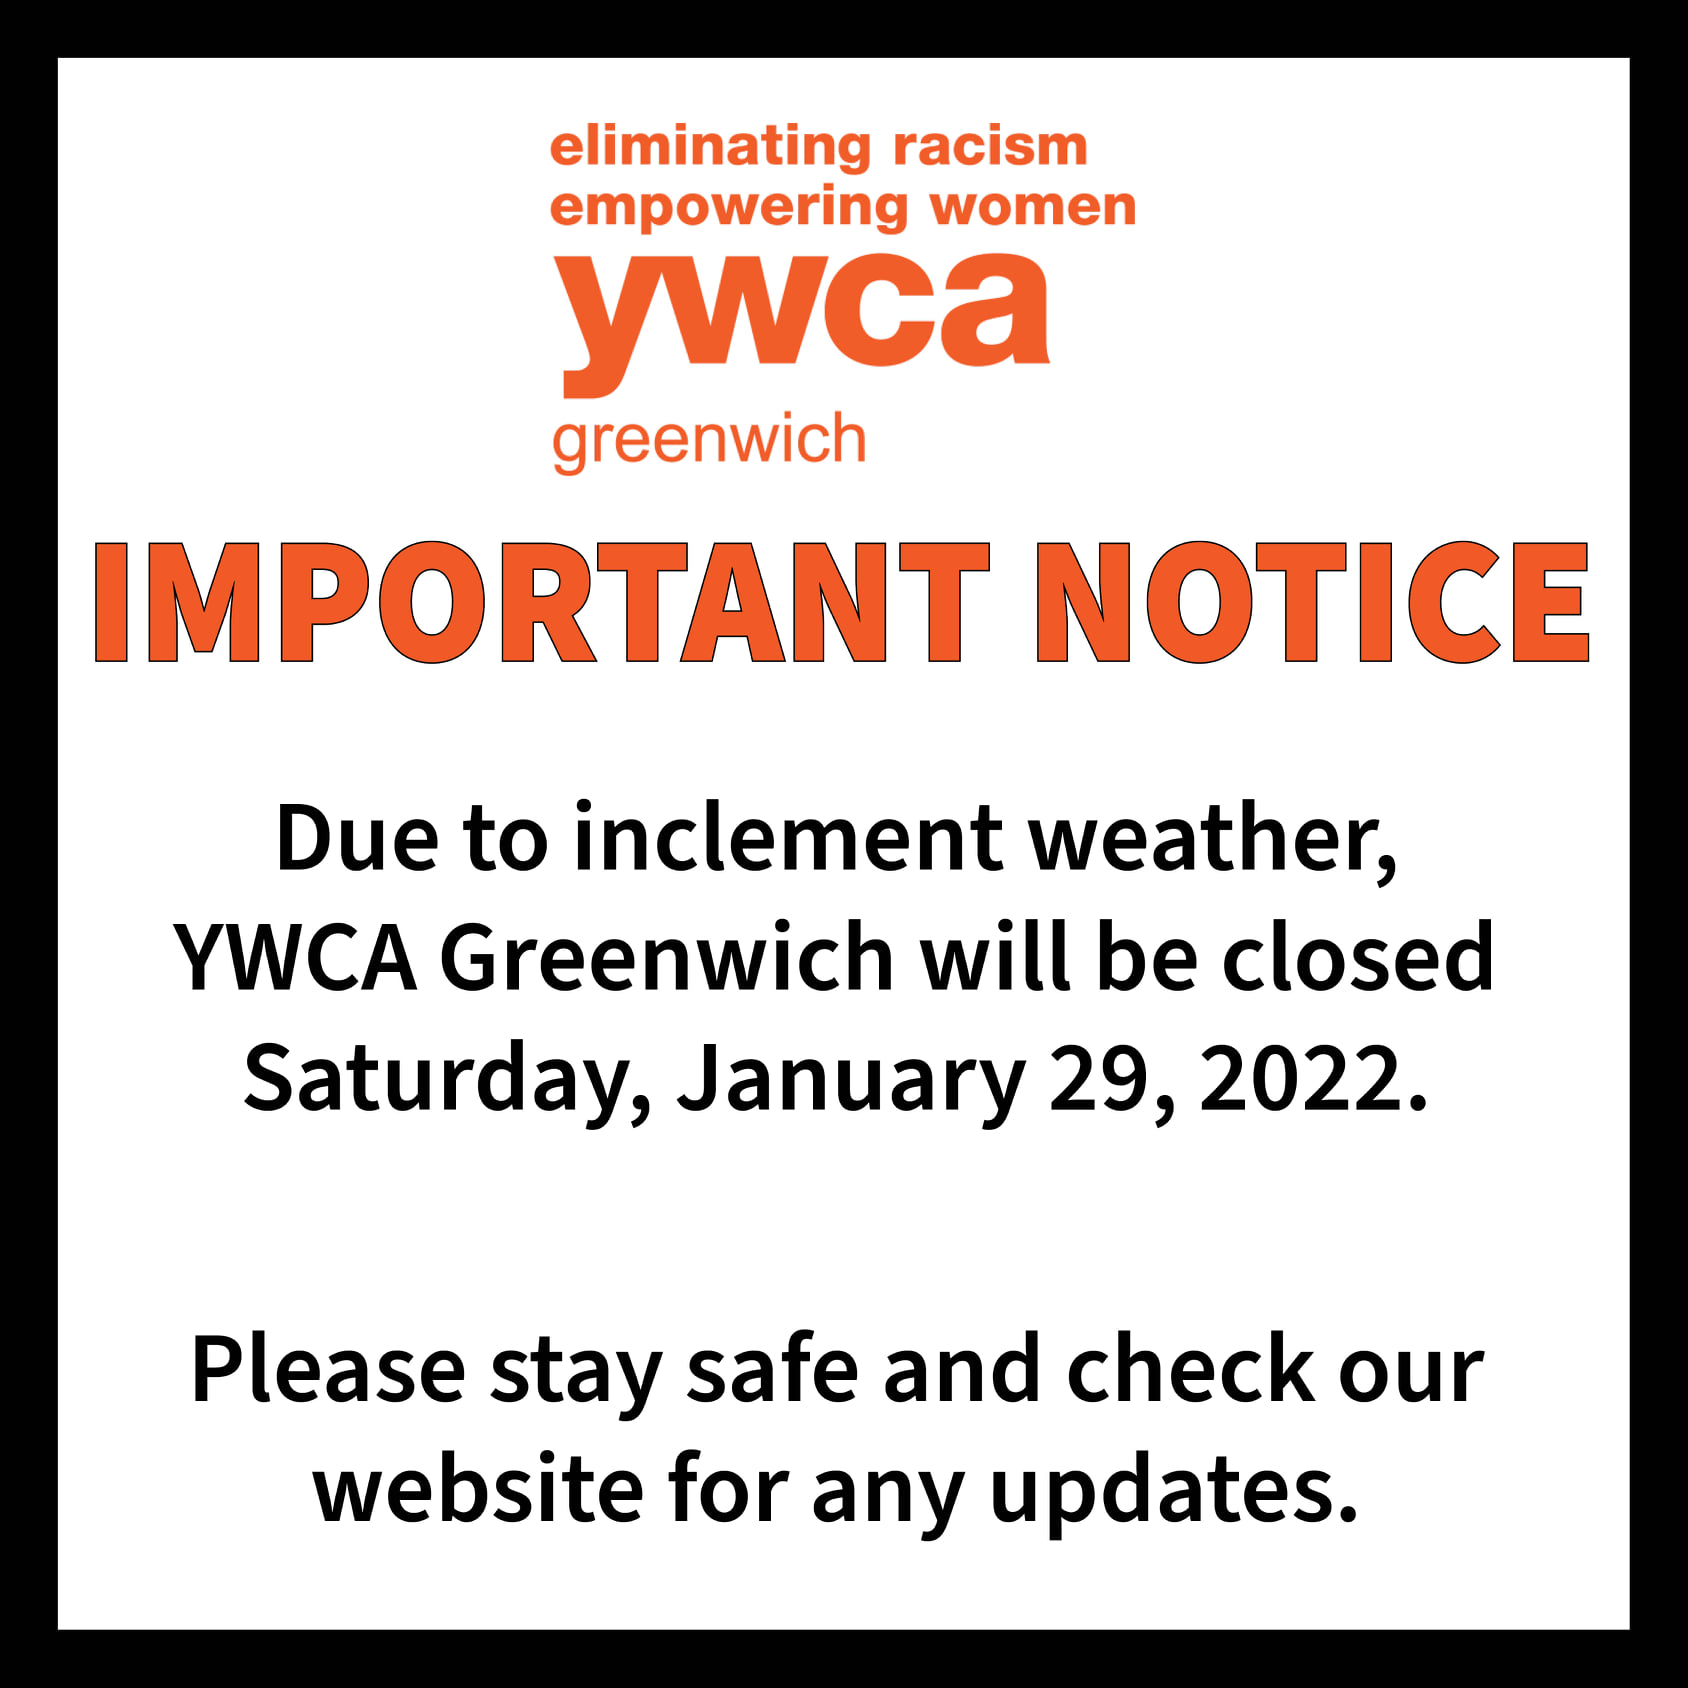 eliminating racism
empowering women
ywca
greenwich
IMPORTANT NOTICE
Due to inclement weather,
YWCA Greenwich will be closed
Saturday, January 29, 2022.
Please stay safe and check our
website for any updates.